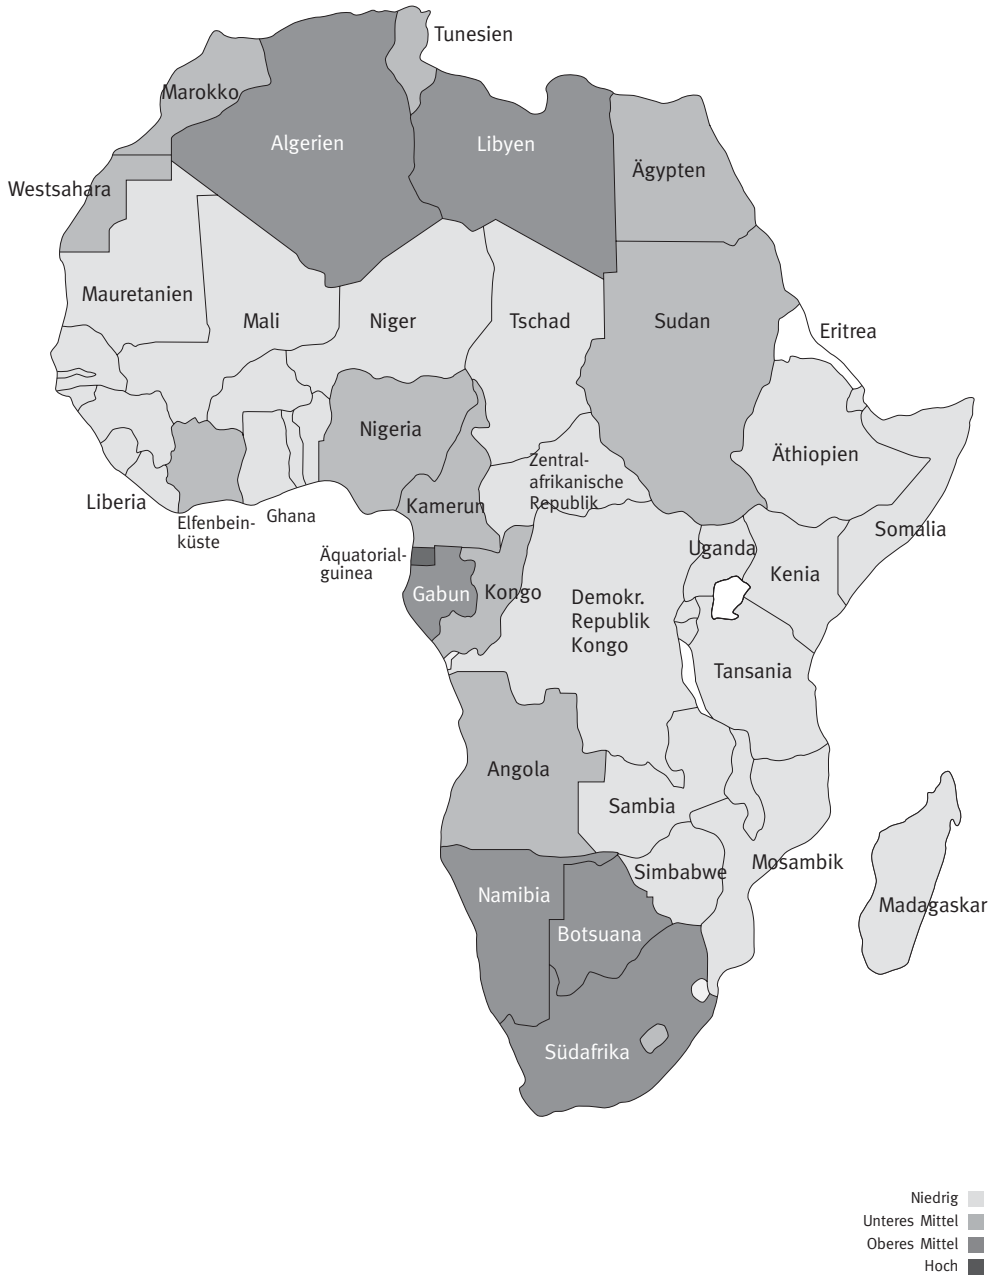 Tunesien
Marokko
Algerien
Libyen
Ägypten
Westsahara
Mauretanien
Mali
Niger
Tschad
Sudan
Eritrea
Nigeria
Äthiopien
Zentral-
afrikanische
Republik
Liberia
Elfenbein-
küste
Ghana
Kamerun
Somalia
Äquatorial-
guinea
Uganda
Kenia
Gabun
Kongo
Demokr.
Republik
Kongo
Tansania
Angola
Sambia
Mosambik
Simbabwe
Namibia
Madagaskar
Botsuana
Südafrika
Niedrig
Unteres Mittel
Oberes Mittel
Hoch